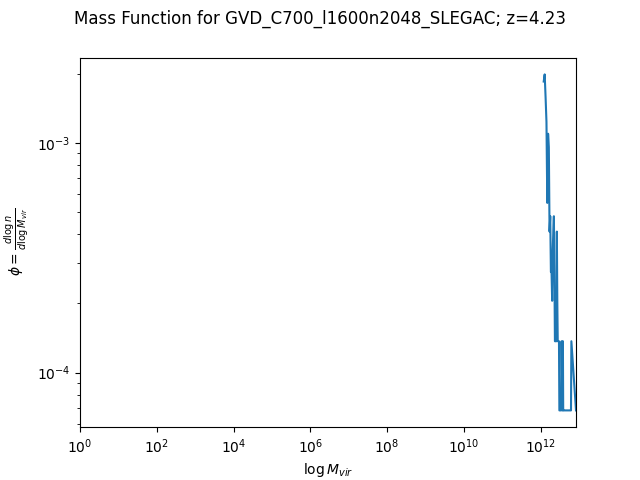 Mass Function for GVD_C700_l1600n2048_SLEGAC; z=4.23
10⁻³
10⁻⁴
ϕ = d log n / d log M_vir
10⁰ 10² 10⁴ 10⁶ 10⁸ 10¹⁰ 10¹²
log M_vir